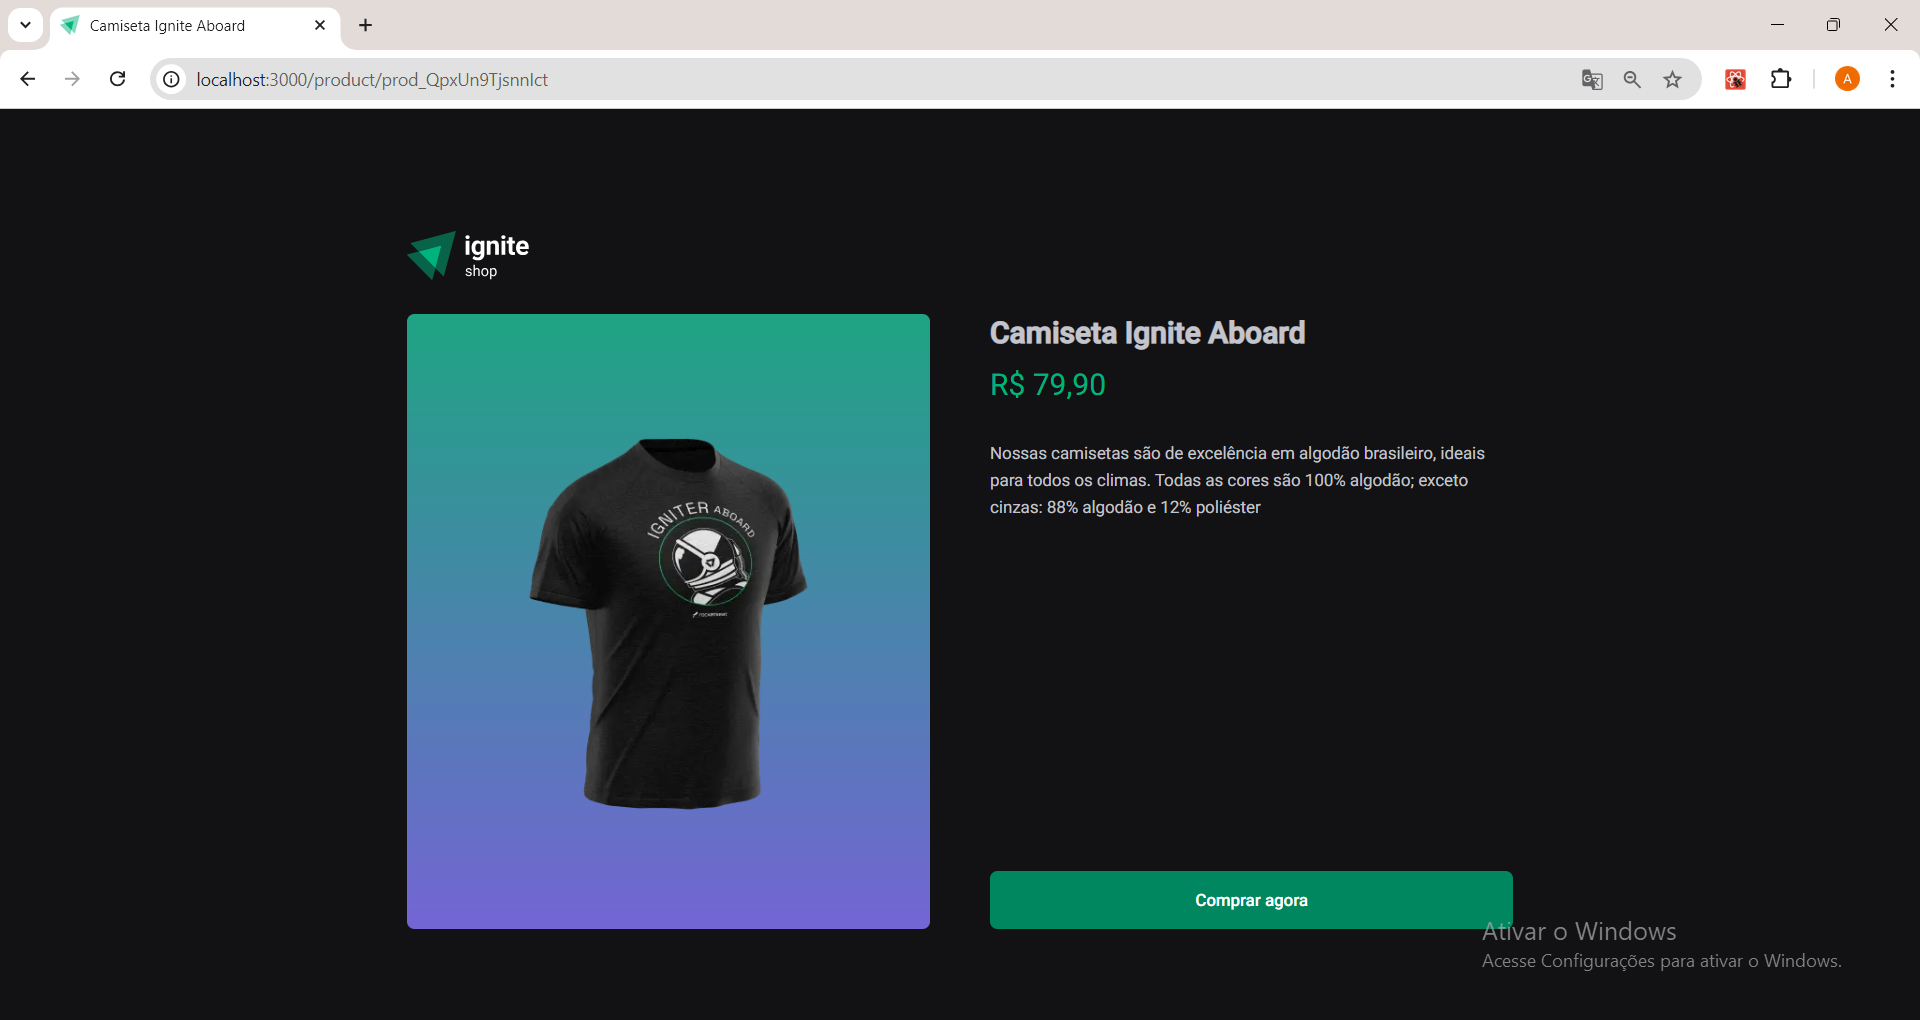 Camiseta Ignite Aboard
localhost:3000/product/prod_QpxUn9TjsnnIct
A
ignite
shop
IGNITER ABOARD
Camiseta Ignite Aboard
R$ 79,90
Nossas camisetas são de excelência em algodão brasileiro, ideais
para todos os climas. Todas as cores são 100% algodão; exceto
cinzas: 88% algodão e 12% poliéster
Comprar agora
Ativar o Windows
Acesse Configurações para ativar o Windows.